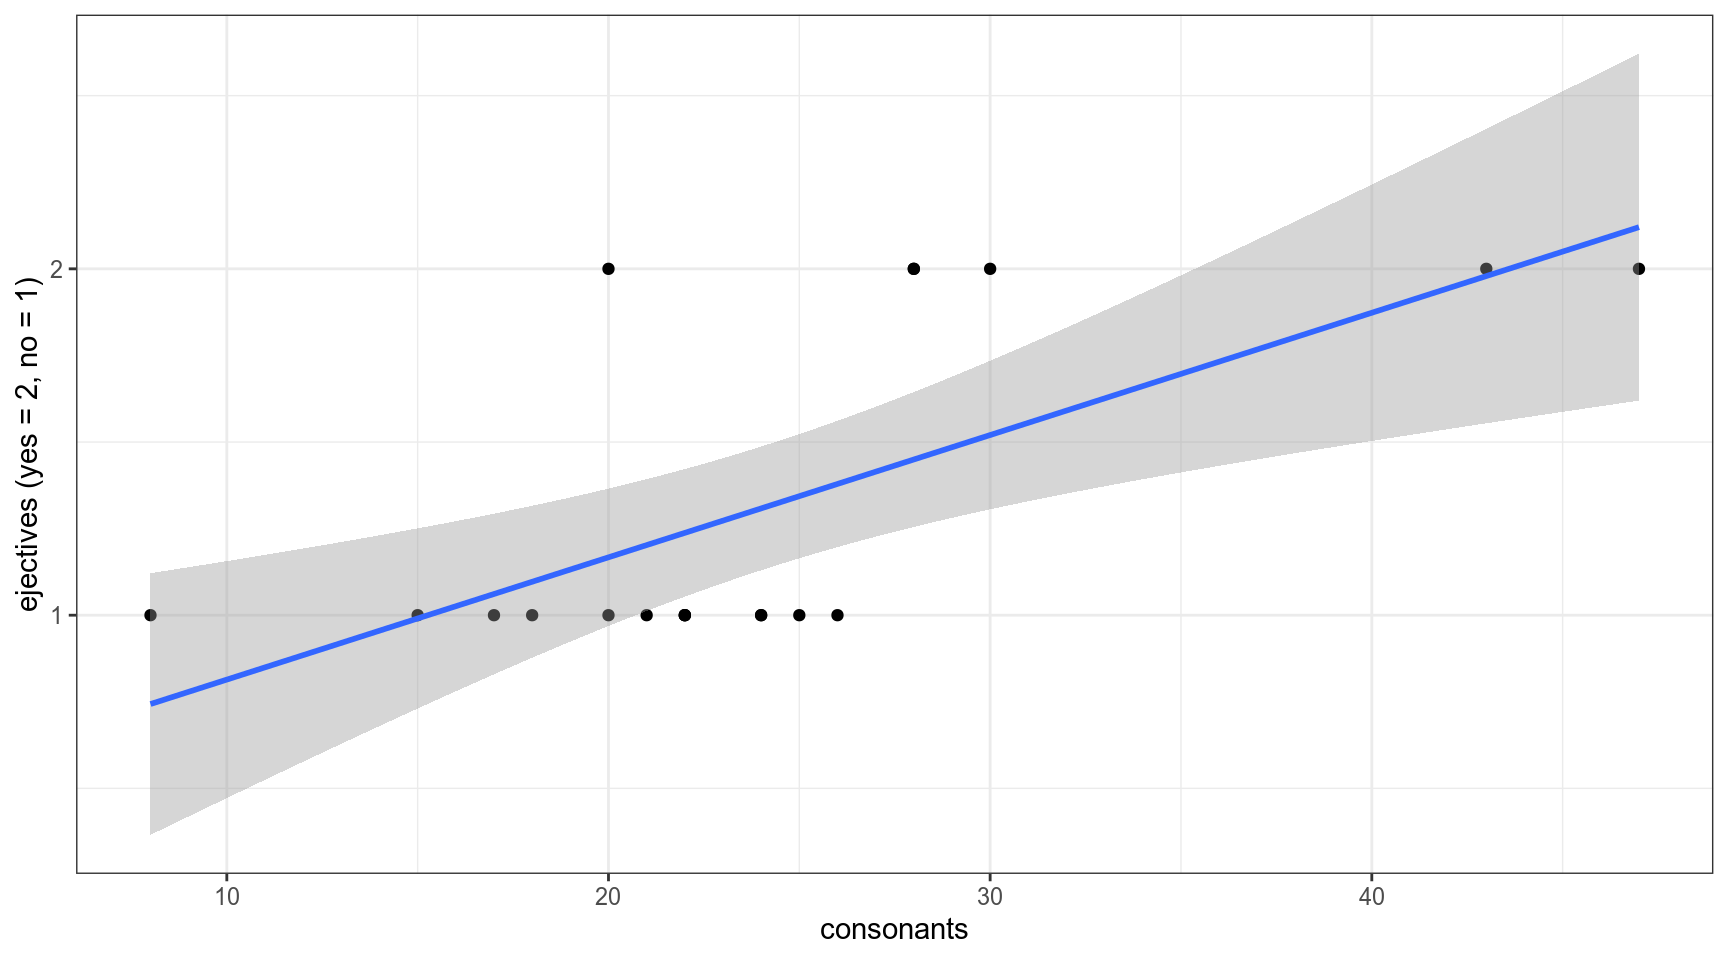 ejectives (yes = 2, no = 1)
2
1
10 20 30 40
consonants